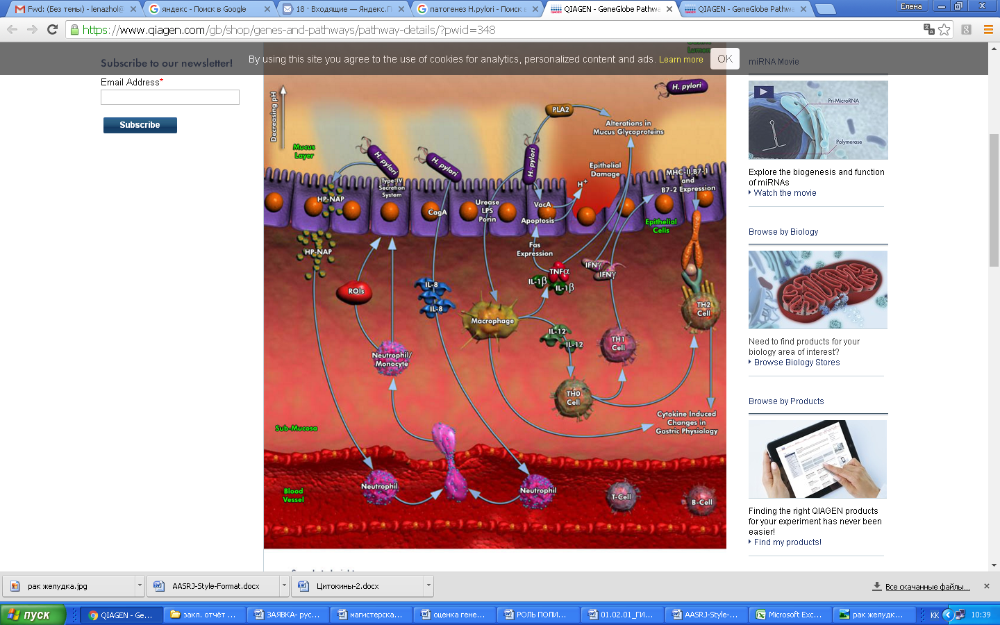 Fwd: (Без темы) - lenazhol@
яндекс - Поиск в Google
18 · Входящие — Яндекс.П
патогенез H.pylori - Поиск в
QIAGEN - GeneGlobe Pathwa
QIAGEN - GeneGlobe Pathwa
Елена
https://www.qiagen.com/gb/shop/genes-and-pathways/pathway-details/?pwid=348
By using this site you agree to the use of cookies for analytics, personalized content and ads. Learn more
OK
Subscribe to our newsletter!
Email Address*
Subscribe
Lumen
Decreasing pH
H. pylori
PLA2
Alterations in
Mucus Glycoproteins
Mucus
Layer
H. pylori
H. pylori
H. pylori
Epithelial
Damage
H+
MHC-II,B7-1
and
B7-2 Expression
Type-IV
Secretion
System
HP-NAP
CagA
Urease
LPS
Porin
VacA
Apoptosis
Epithelial
Cells
HP-NAP
Fas
Expression
TNFα
IL-1β
IL-1β
IFNγ
IFNγ
ROIs
IL-8
IL-8
Macrophage
TH2
Cell
IL-12
IL-12
TH1
Cell
Neutrophil/
Monocyte
TH0
Cell
Cytokine Induced
Changes in
Gastric Physiology
Sub-Mucosa
Blood
Vessel
Neutrophil
Neutrophil
T-Cell
B-Cell
miRNA Movie
Pri-MicroRNA
Polymerase
Explore the biogenesis and function
of miRNAs
Watch the movie
Browse by Biology
Need to find products for your
biology area of interest?
Browse Biology Stores
Browse by Products
Finding the right QIAGEN products
for your experiment has never been
easier!
Find my products!
рак желудка.jpg
AASRJ-Style-Format.docx
Цитокины-2.docx
Все скачанные файлы...
пуск
QIAGEN - Ge...
закл. отчёт ...
ЗАЯВКА- рус...
магистерска...
оценка гене...
РОЛЬ ПОЛИ...
01.02.01_ГИ...
AASRJ-Style-...
Microsoft Exc...
рак желудк...
KK
10:39